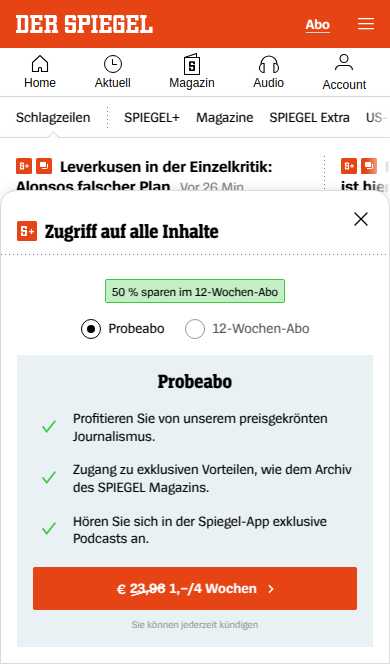 DER SPIEGEL
Abo
Home
Aktuell
Magazin
Audio
Account
Schlagzeilen
SPIEGEL+
Magazine
SPIEGEL Extra
US-
S+ Leverkusen in der Einzelkritik:
Alonsos falscher Plan Vor 26 Min
S+
ist hie
S+ Zugriff auf alle Inhalte
50 % sparen im 12-Wochen-Abo
Probeabo
12-Wochen-Abo
Probeabo
Profitieren Sie von unserem preisgekrönten
Journalismus.
Zugang zu exklusiven Vorteilen, wie dem Archiv
des SPIEGEL Magazins.
Hören Sie sich in der Spiegel-App exklusive
Podcasts an.
€ 23,96 1,–/4 Wochen
Sie können jederzeit kündigen